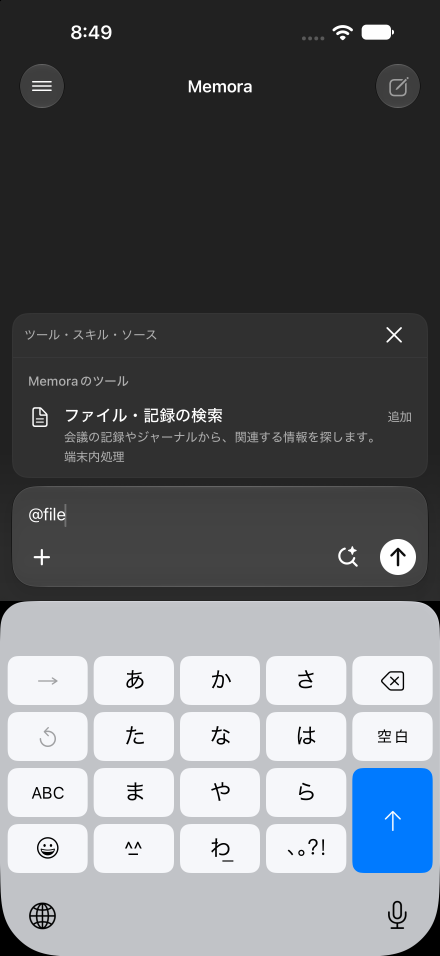 8:49
Memora
ツール・スキル・ソース
Memoraのツール
ファイル・記録の検索
追加
会議の記録やジャーナルから、関連する情報を探します。
端末内処理
@file
→ あ か さ
た な は 空白
ABC ま や ら
^^ わ_ 、。?!